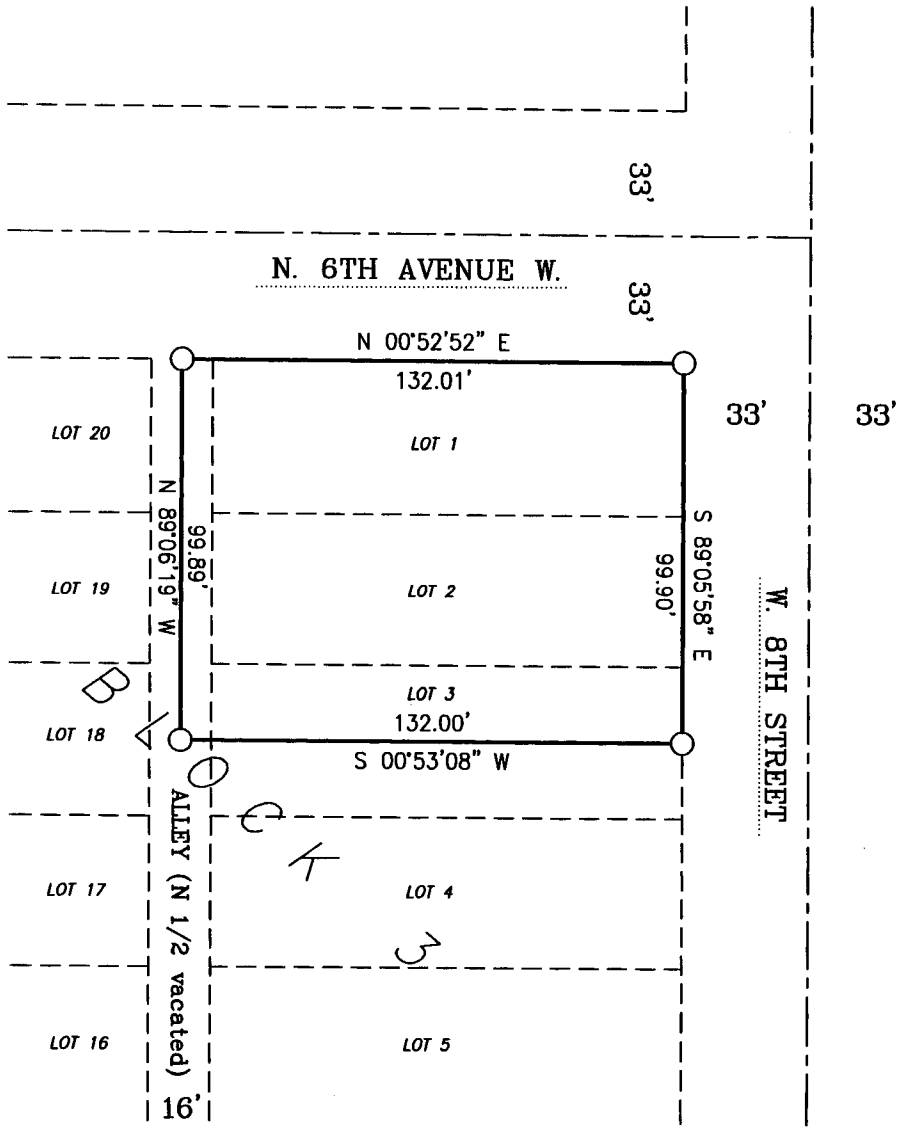 33'
N. 6TH AVENUE W.
33'
N 00°52'52" E
132.01'
33'
33'
LOT 20
LOT 1
N 89°06'19" W
99.89'
S 89°05'58" E
99.90'
LOT 19
LOT 2
W. 8TH STREET
LOT 3
132.00'
S 00°53'08" W
LOT 18
BLOCK 3
ALLEY (N 1/2 vacated)
16'
LOT 17
LOT 4
LOT 16
LOT 5